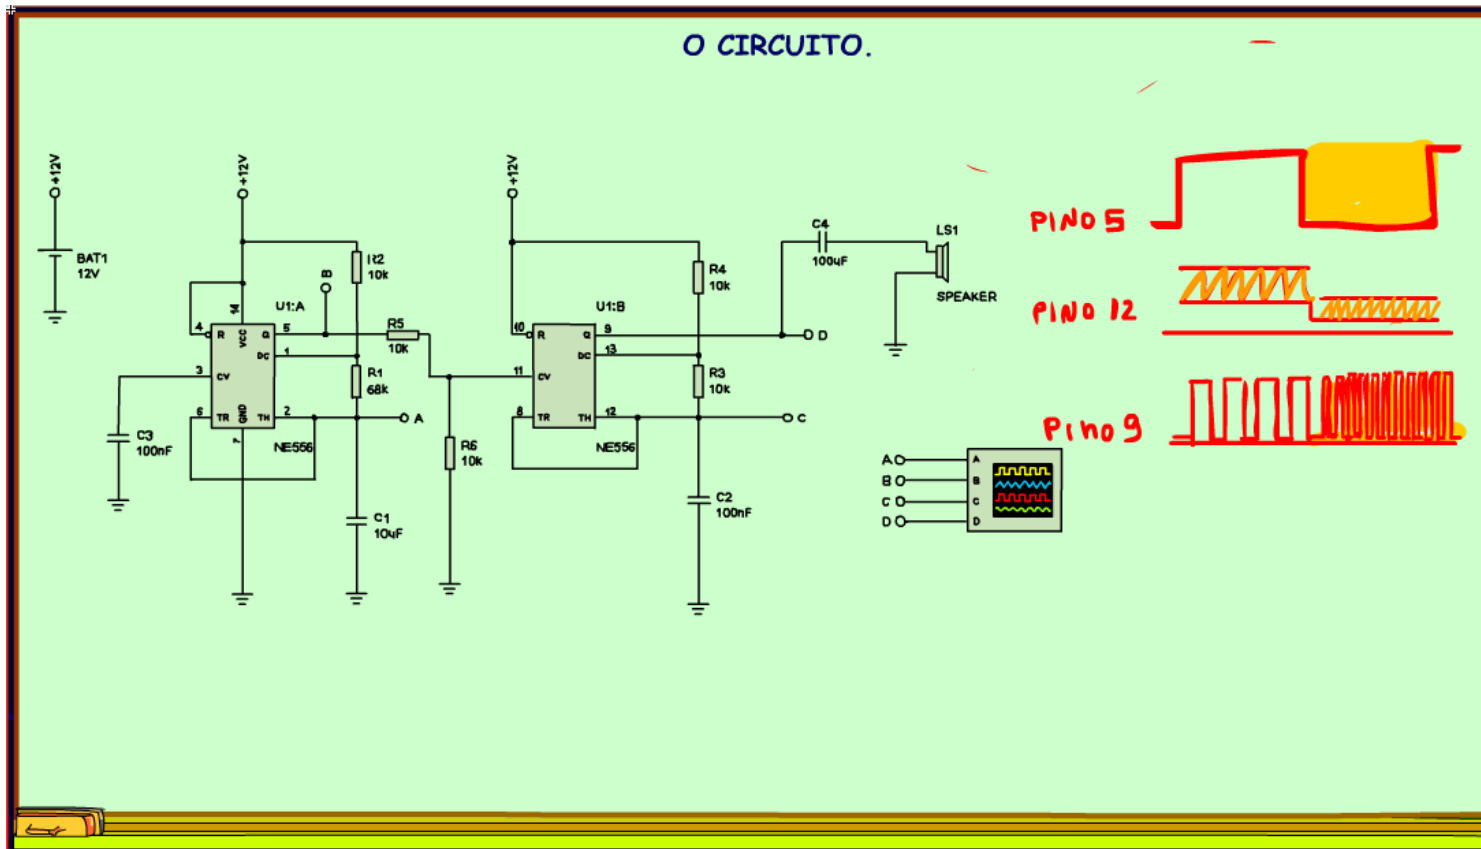 O CIRCUITO.
+12V
BAT1
12V
+12V
R2
10k
B
U1:A
14
4
R
VCC
Q
5
DC
1
3
CV
6
TR
GND
TH
2
7
NE556
R5
10k
R1
68k
A
C3
100nF
C1
10uF
R6
10k
+12V
R4
10k
U1:B
10
R
Q
9
DC
13
11
CV
8
TR
TH
12
NE556
R3
10k
C2
100nF
C4
100uF
LS1
SPEAKER
D
C
A
B
C
D
A
B
C
D
PINO 5
PINO 12
Pino 9